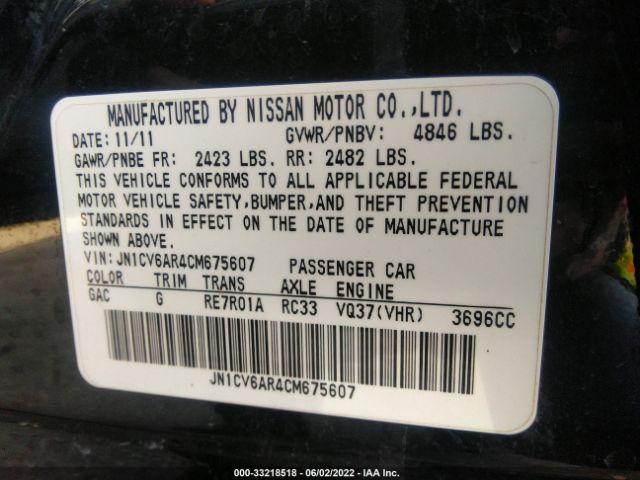 MANUFACTURED BY NISSAN MOTOR CO.,LTD.
DATE: 11/11 GVWR/PNBV: 4846 LBS.
GAWR/PNBE FR: 2423 LBS. RR: 2482 LBS.
THIS VEHICLE CONFORMS TO ALL APPLICABLE FEDERAL
MOTOR VEHICLE SAFETY,BUMPER,AND THEFT PREVENTION
STANDARDS IN EFFECT ON THE DATE OF MANUFACTURE
SHOWN ABOVE.
VIN:JN1CV6AR4CM675607 PASSENGER CAR
COLOR TRIM TRANS AXLE ENGINE
GAC G RE7R01A RC33 VQ37(VHR) 3696CC
JN1CV6AR4CM675607
000-33218518 - 06/02/2022 - IAA Inc.